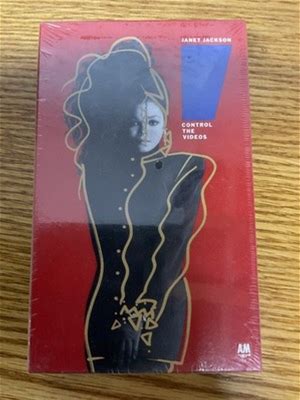 JANET JACKSON
CONTROL
THE
VIDEOS
A&M